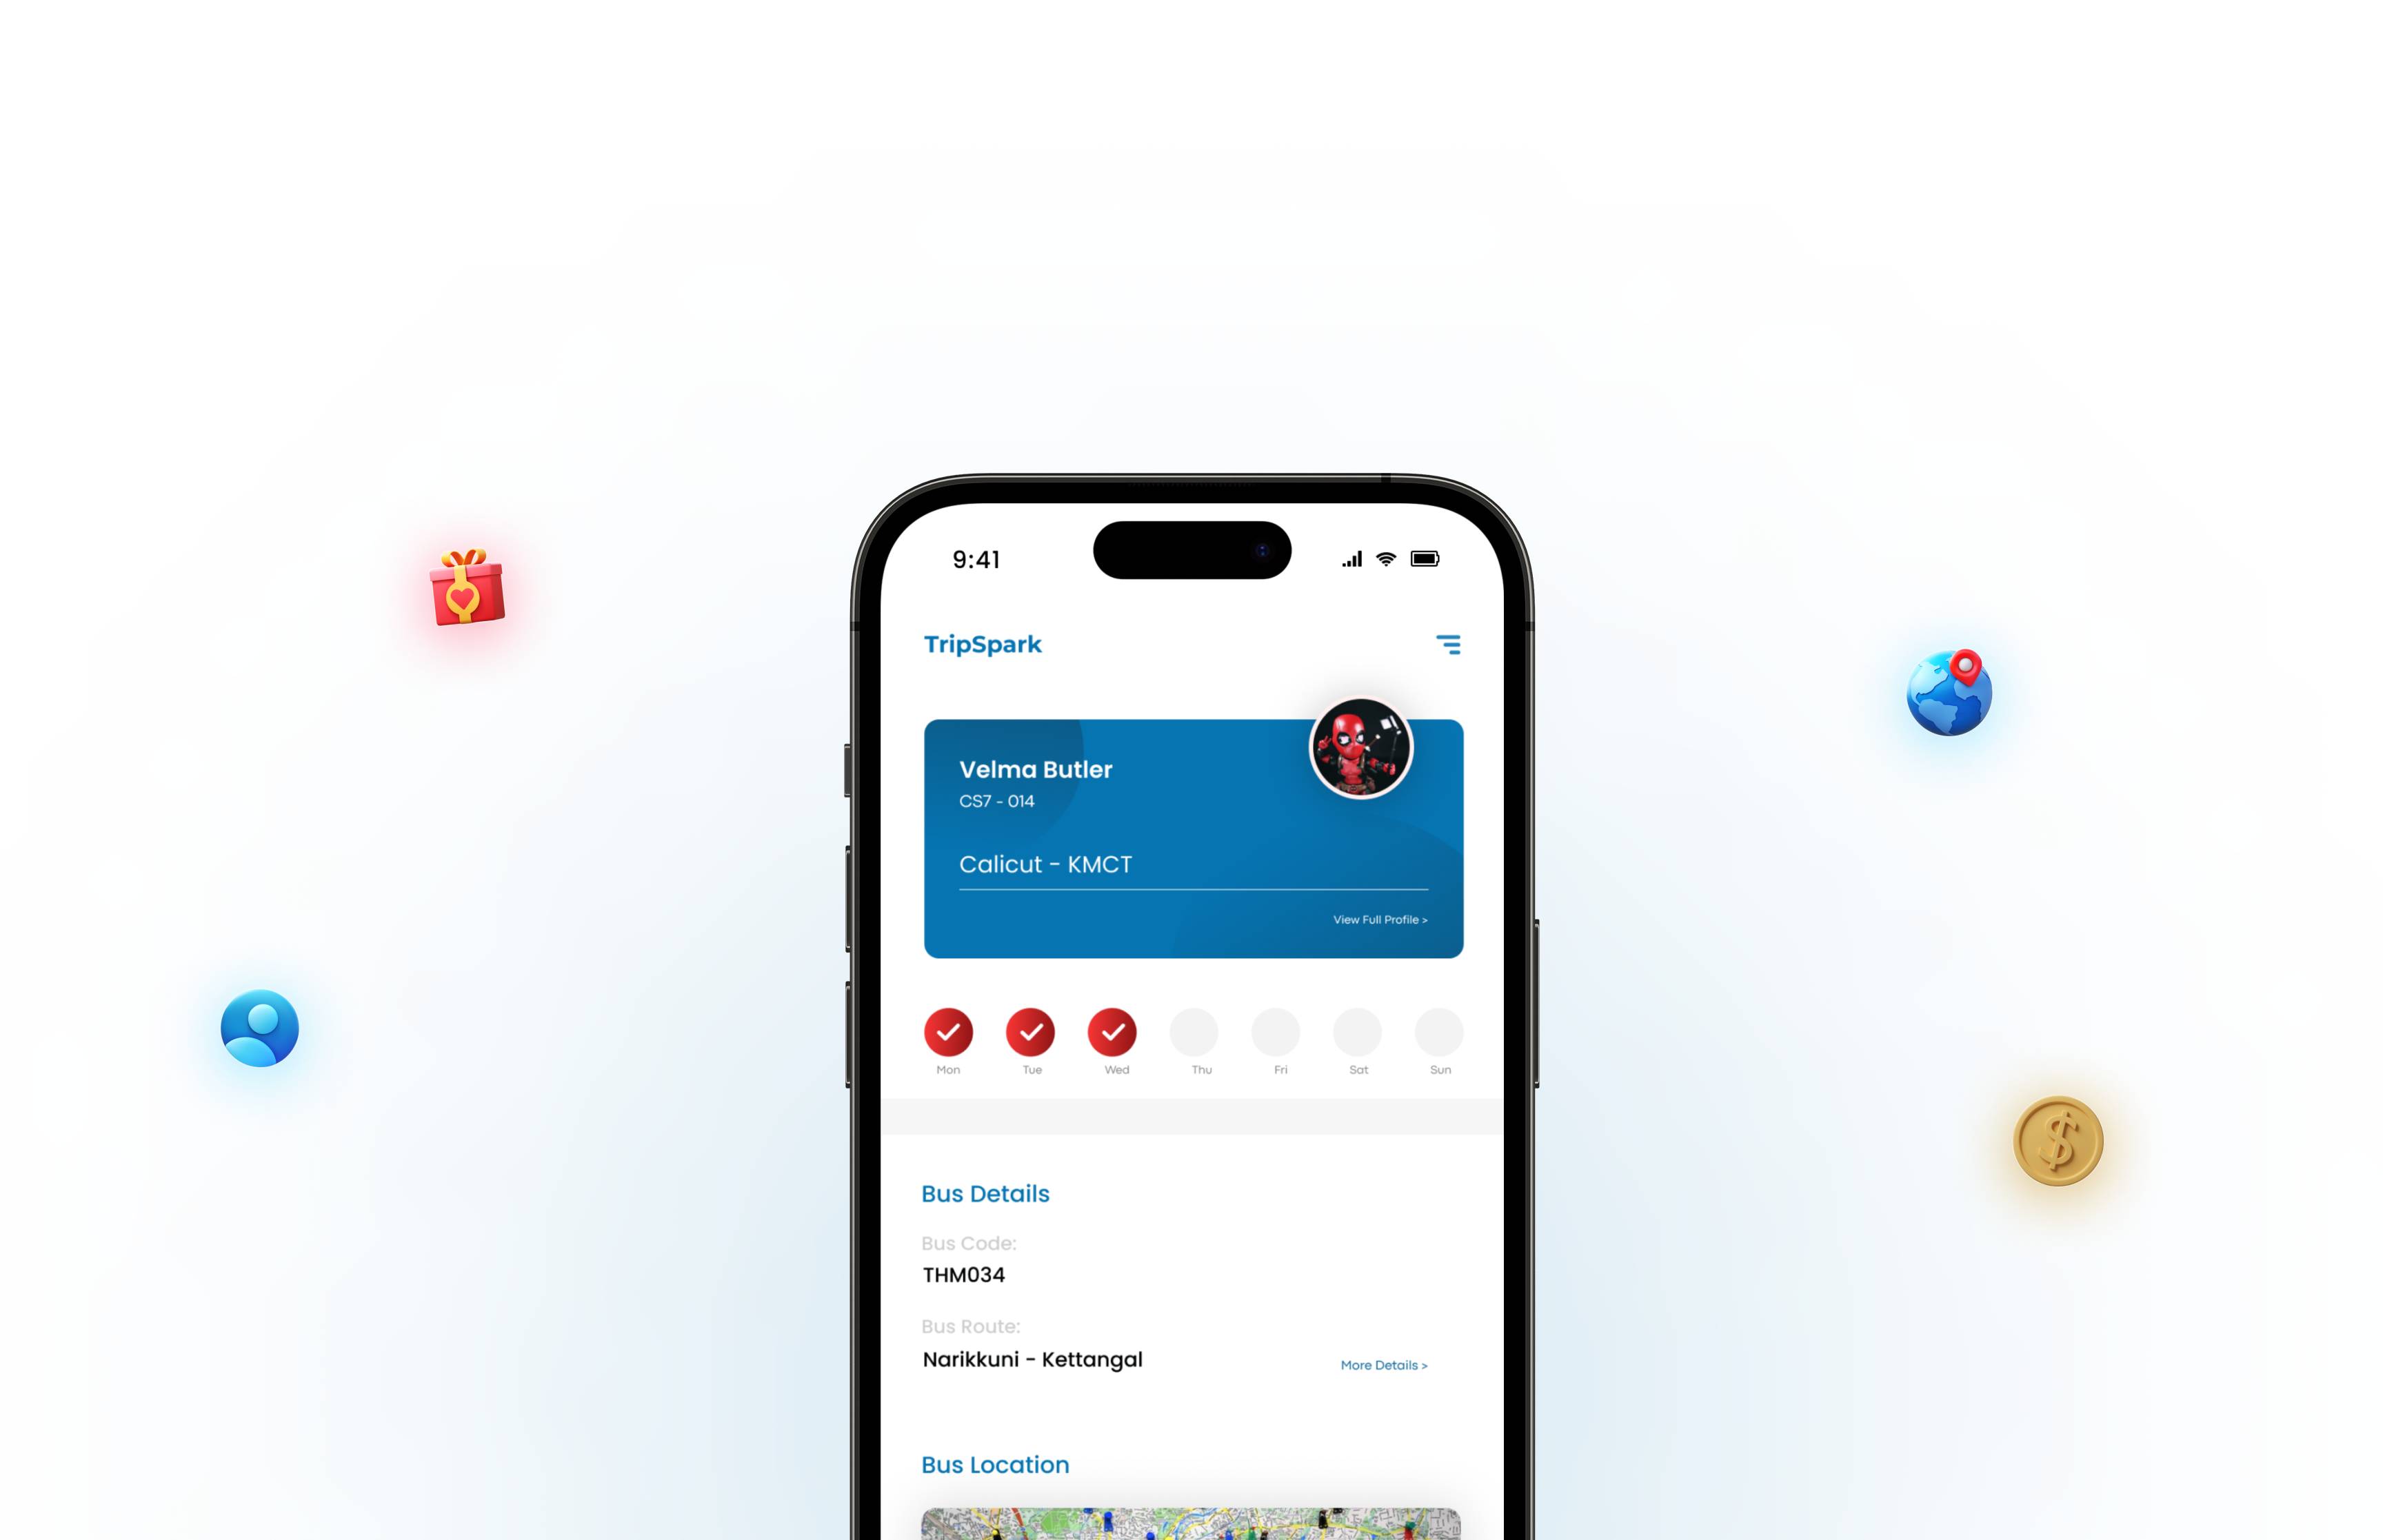 9:41
TripSpark
Velma Butler
CS7 - 014
Calicut - KMCT
View Full Profile >
Mon Tue Wed Thu Fri Sat Sun
Bus Details
Bus Code:
THM034
Bus Route:
Narikkuni - Kettangal
More Details >
Bus Location